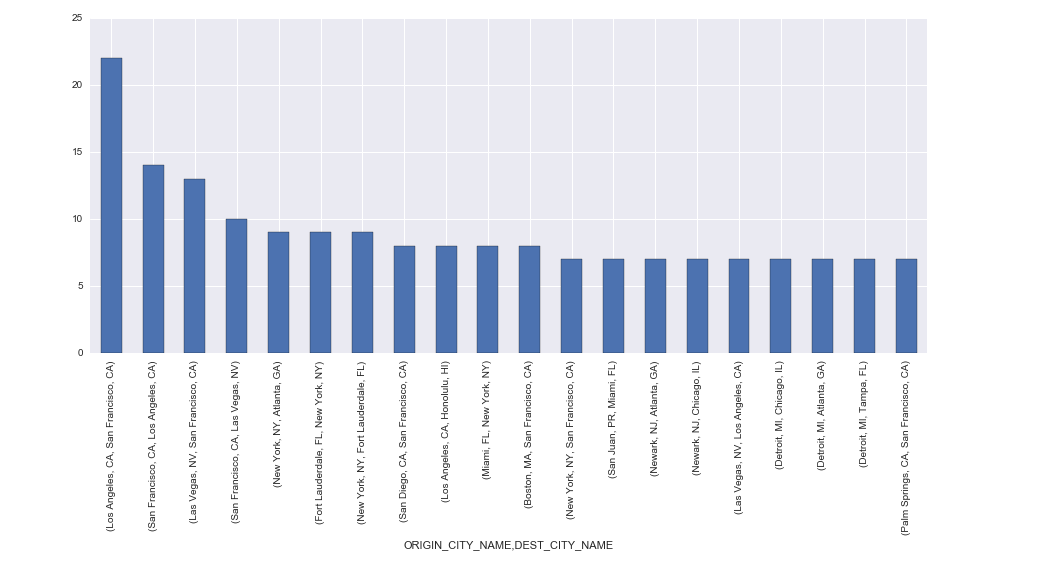 25
20
15
10
5
0
(Los Angeles, CA, San Francisco, CA)
(San Francisco, CA, Los Angeles, CA)
(Las Vegas, NV, San Francisco, CA)
(San Francisco, CA, Las Vegas, NV)
(New York, NY, Atlanta, GA)
(Fort Lauderdale, FL, New York, NY)
(New York, NY, Fort Lauderdale, FL)
(San Diego, CA, San Francisco, CA)
(Los Angeles, CA, Honolulu, HI)
(Miami, FL, New York, NY)
(Boston, MA, San Francisco, CA)
(New York, NY, San Francisco, CA)
(San Juan, PR, Miami, FL)
(Newark, NJ, Atlanta, GA)
(Newark, NJ, Chicago, IL)
(Las Vegas, NV, Los Angeles, CA)
(Detroit, MI, Chicago, IL)
(Detroit, MI, Atlanta, GA)
(Detroit, MI, Tampa, FL)
(Palm Springs, CA, San Francisco, CA)
ORIGIN_CITY_NAME,DEST_CITY_NAME